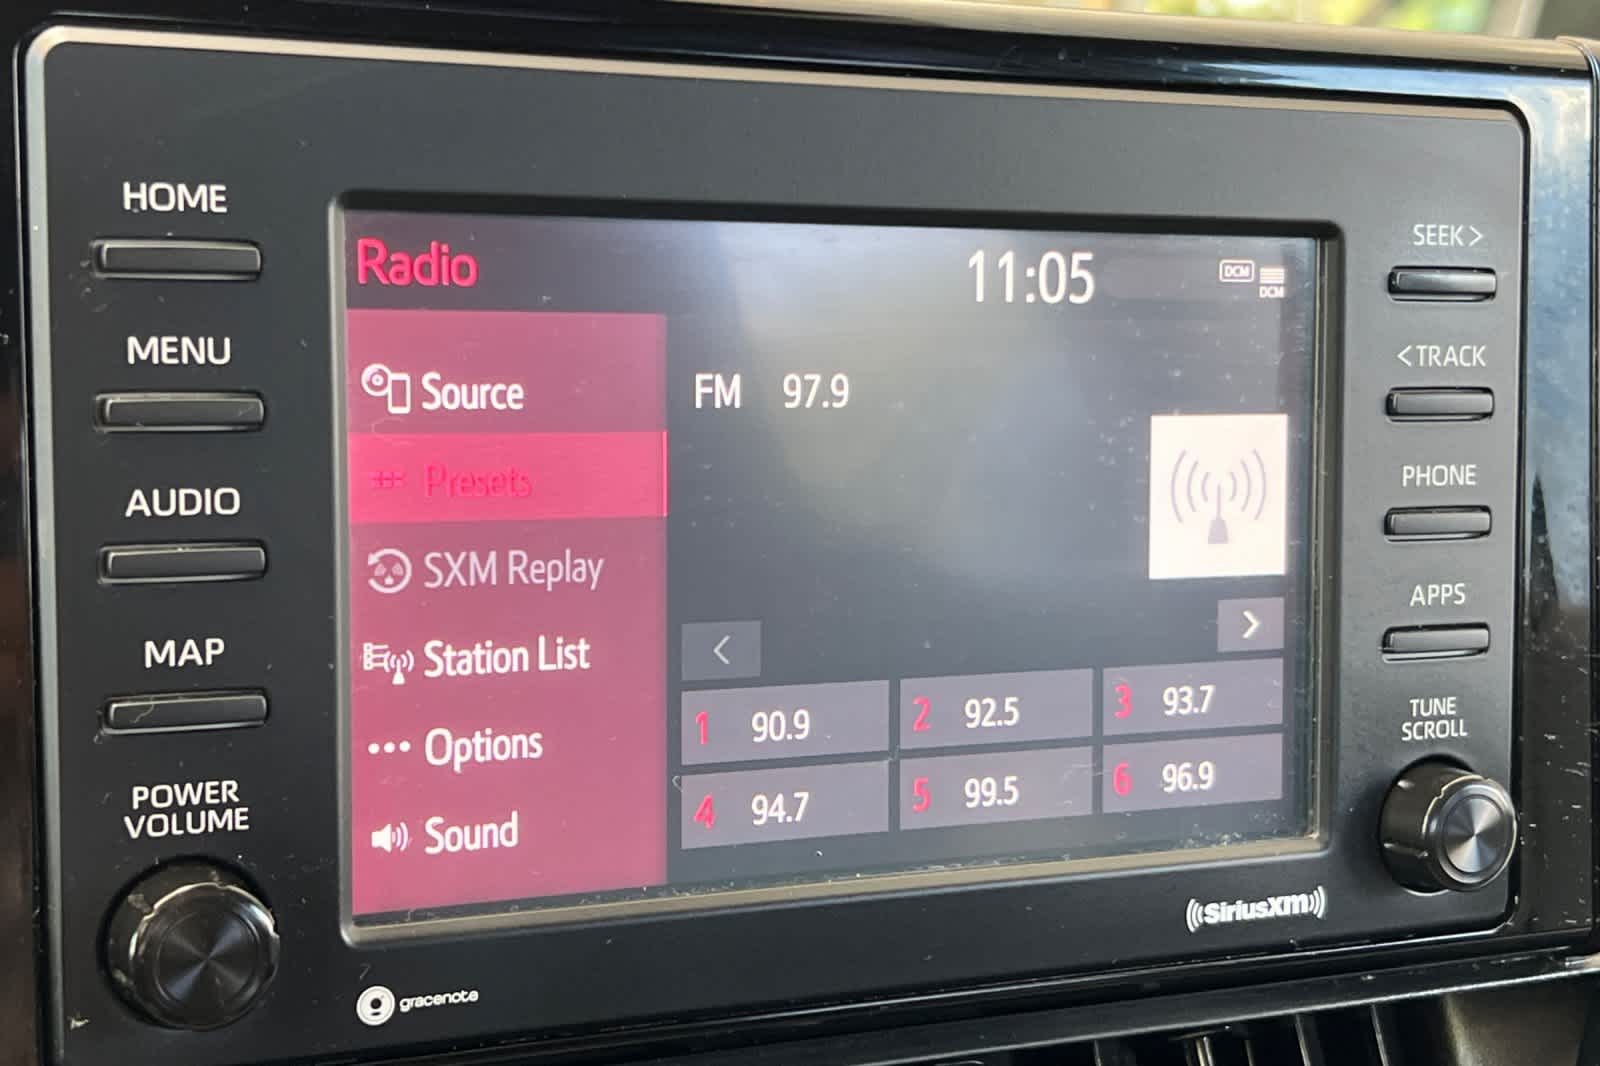 HOME
MENU
AUDIO
MAP
POWER
VOLUME
Radio
11:05
DCM
DCM
Source
Presets
SXM Replay
Station List
Options
Sound
FM 97.9
<
>
1 90.9
2 92.5
3 93.7
4 94.7
5 99.5
6 96.9
SEEK >
< TRACK
PHONE
APPS
TUNE
SCROLL
gracenote
SiriusXM